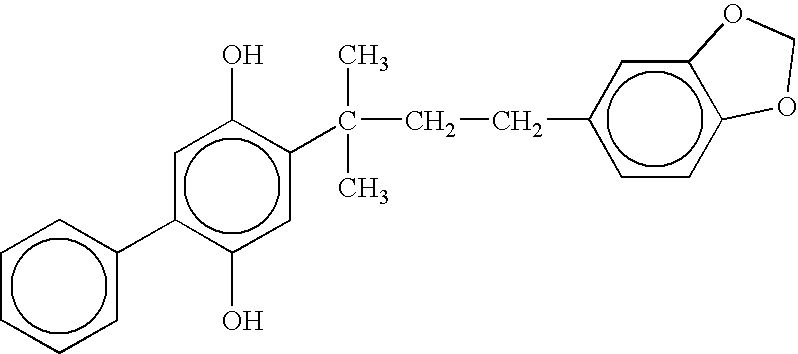 O
OH CH₃
C CH₂ CH₂ O
CH₃
OH